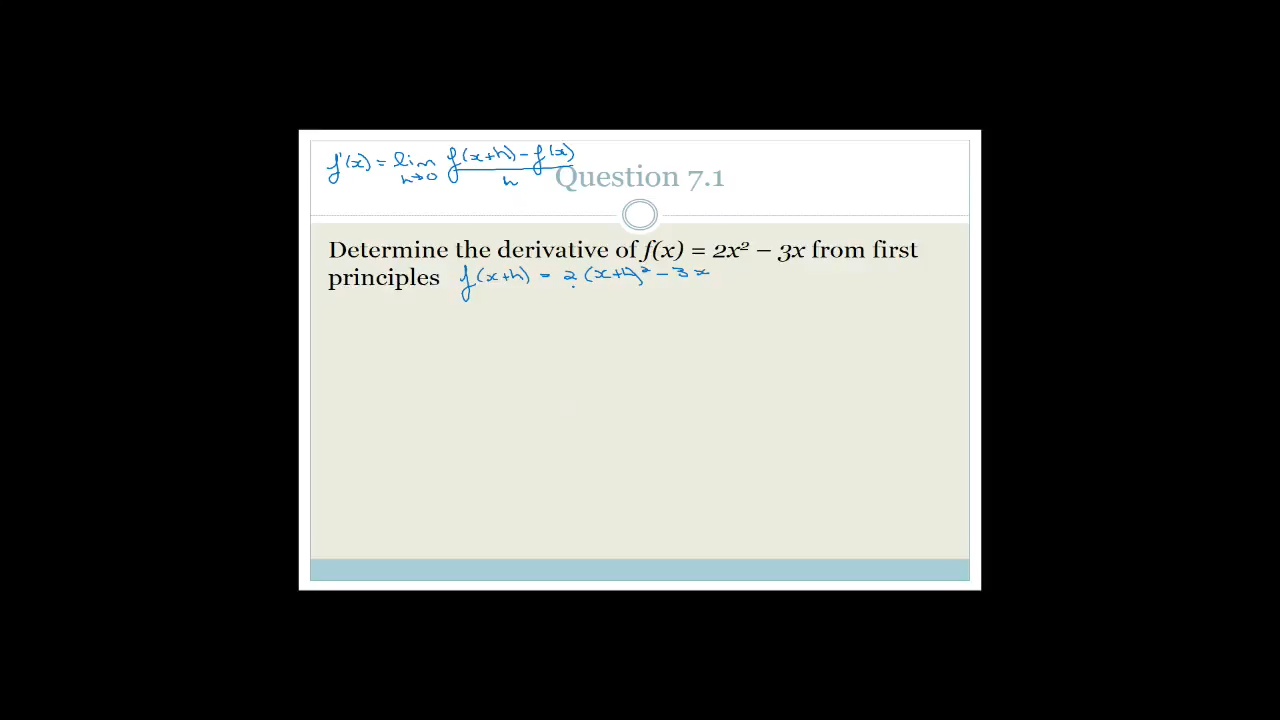 f'(x) = lim h→0 f(x+h) − f(x) / h
Question 7.1
Determine the derivative of f(x) = 2x² − 3x from first
principles f(x+h) = 2(x+h)² − 3x